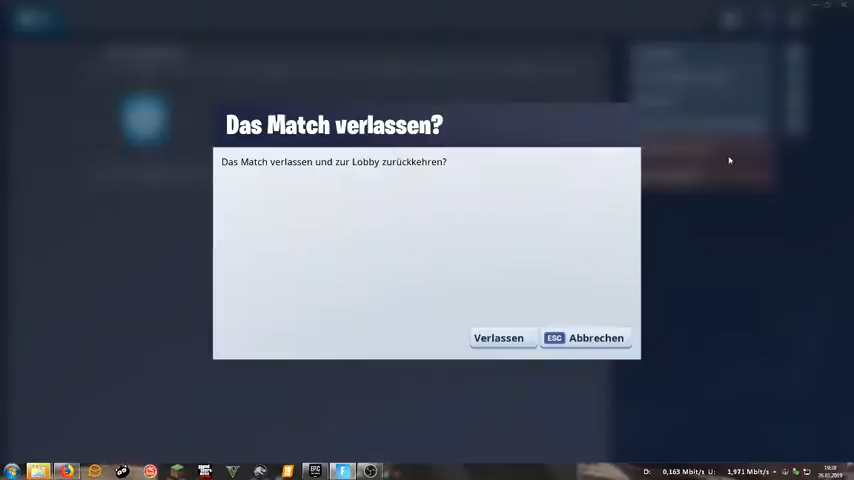 Das Match verlassen?
Das Match verlassen und zur Lobby zurückkehren?
Verlassen
ESC Abbrechen
EPIC
D: 0,163 Mbit/s U: 1,971 Mbit/s